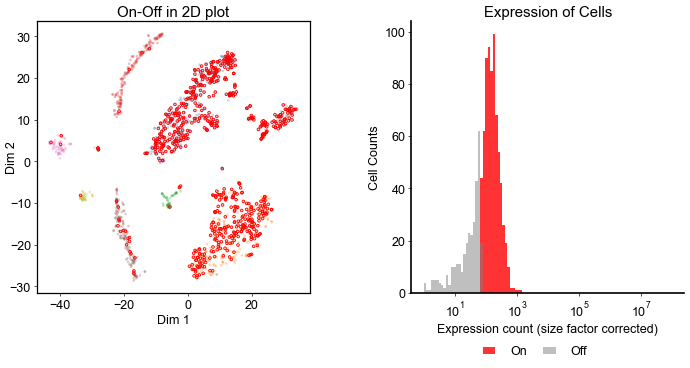 On-Off in 2D plot
30
20
10
0
−10
−20
−30
Dim 2
−40
−20
0
20
Dim 1
Expression of Cells
100
80
60
40
20
0
Cell Counts
10^1
10^3
10^5
10^7
Expression count (size factor corrected)
On
Off